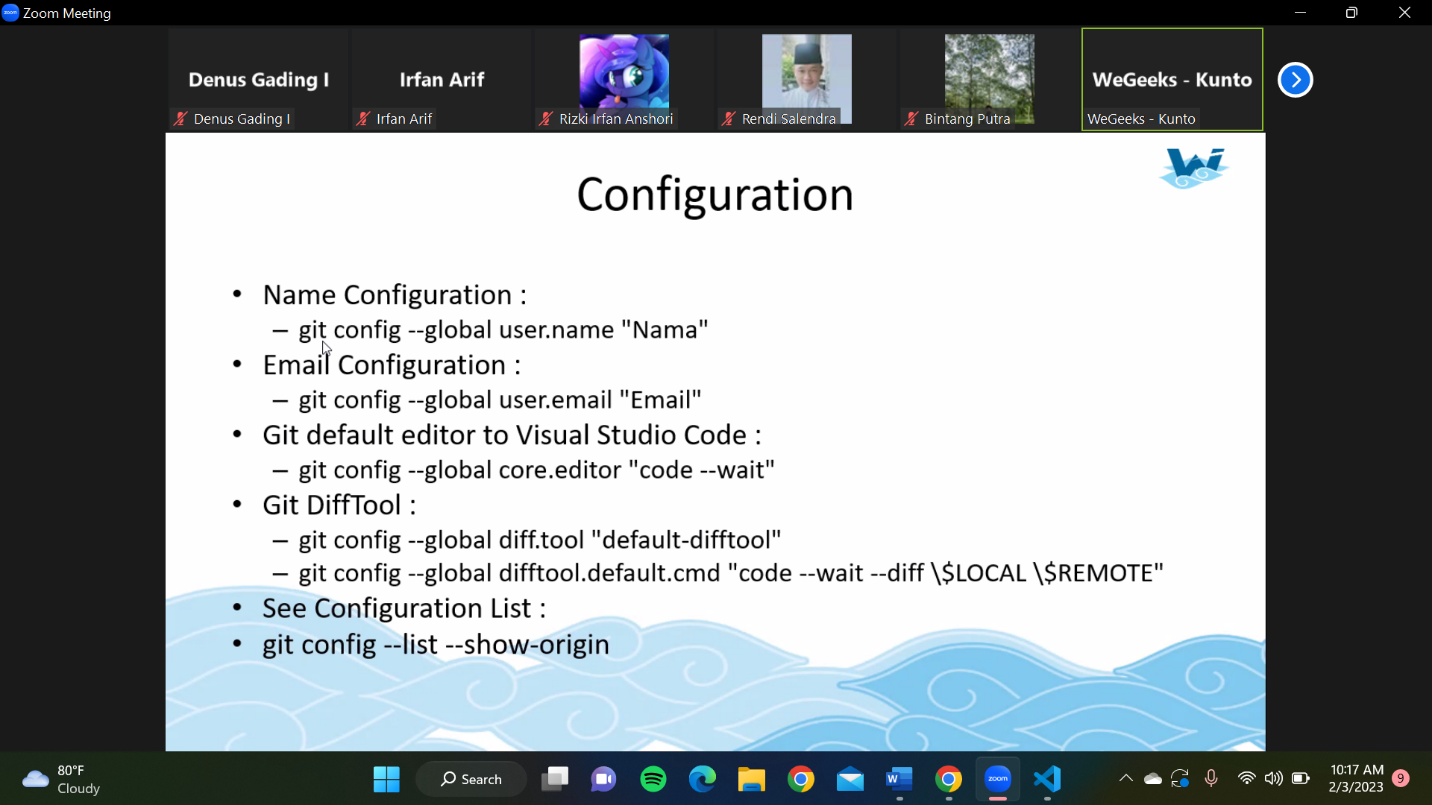 Zoom Meeting
Denus Gading I
Irfan Arif
WeGeeks - Kunto
Denus Gading I
Irfan Arif
Rizki Irfan Anshori
Rendi Salendra
Bintang Putra
WeGeeks - Kunto
Configuration
• Name Configuration :
– git config --global user.name "Nama"
• Email Configuration :
– git config --global user.email "Email"
• Git default editor to Visual Studio Code :
– git config --global core.editor "code --wait"
• Git DiffTool :
– git config --global diff.tool "default-difftool"
– git config --global difftool.default.cmd "code --wait --diff \$LOCAL \$REMOTE"
• See Configuration List :
• git config --list --show-origin
80°F
Cloudy
Search
zoom
10:17 AM
2/3/2023
9